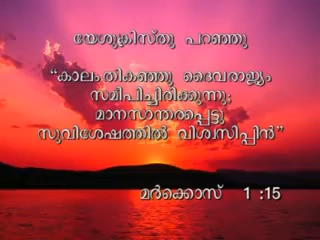 യേശുക്രിസ്തു പറഞ്ഞു
“കാലം തികഞ്ഞു ദൈവരാജ്യം
സമീപിച്ചിരിക്കുന്നു;
മാനസാന്തരപ്പെട്ടു
സുവിശേഷത്തിൽ വിശ്വസിപ്പിൻ”
മർക്കൊസ് 1 :15